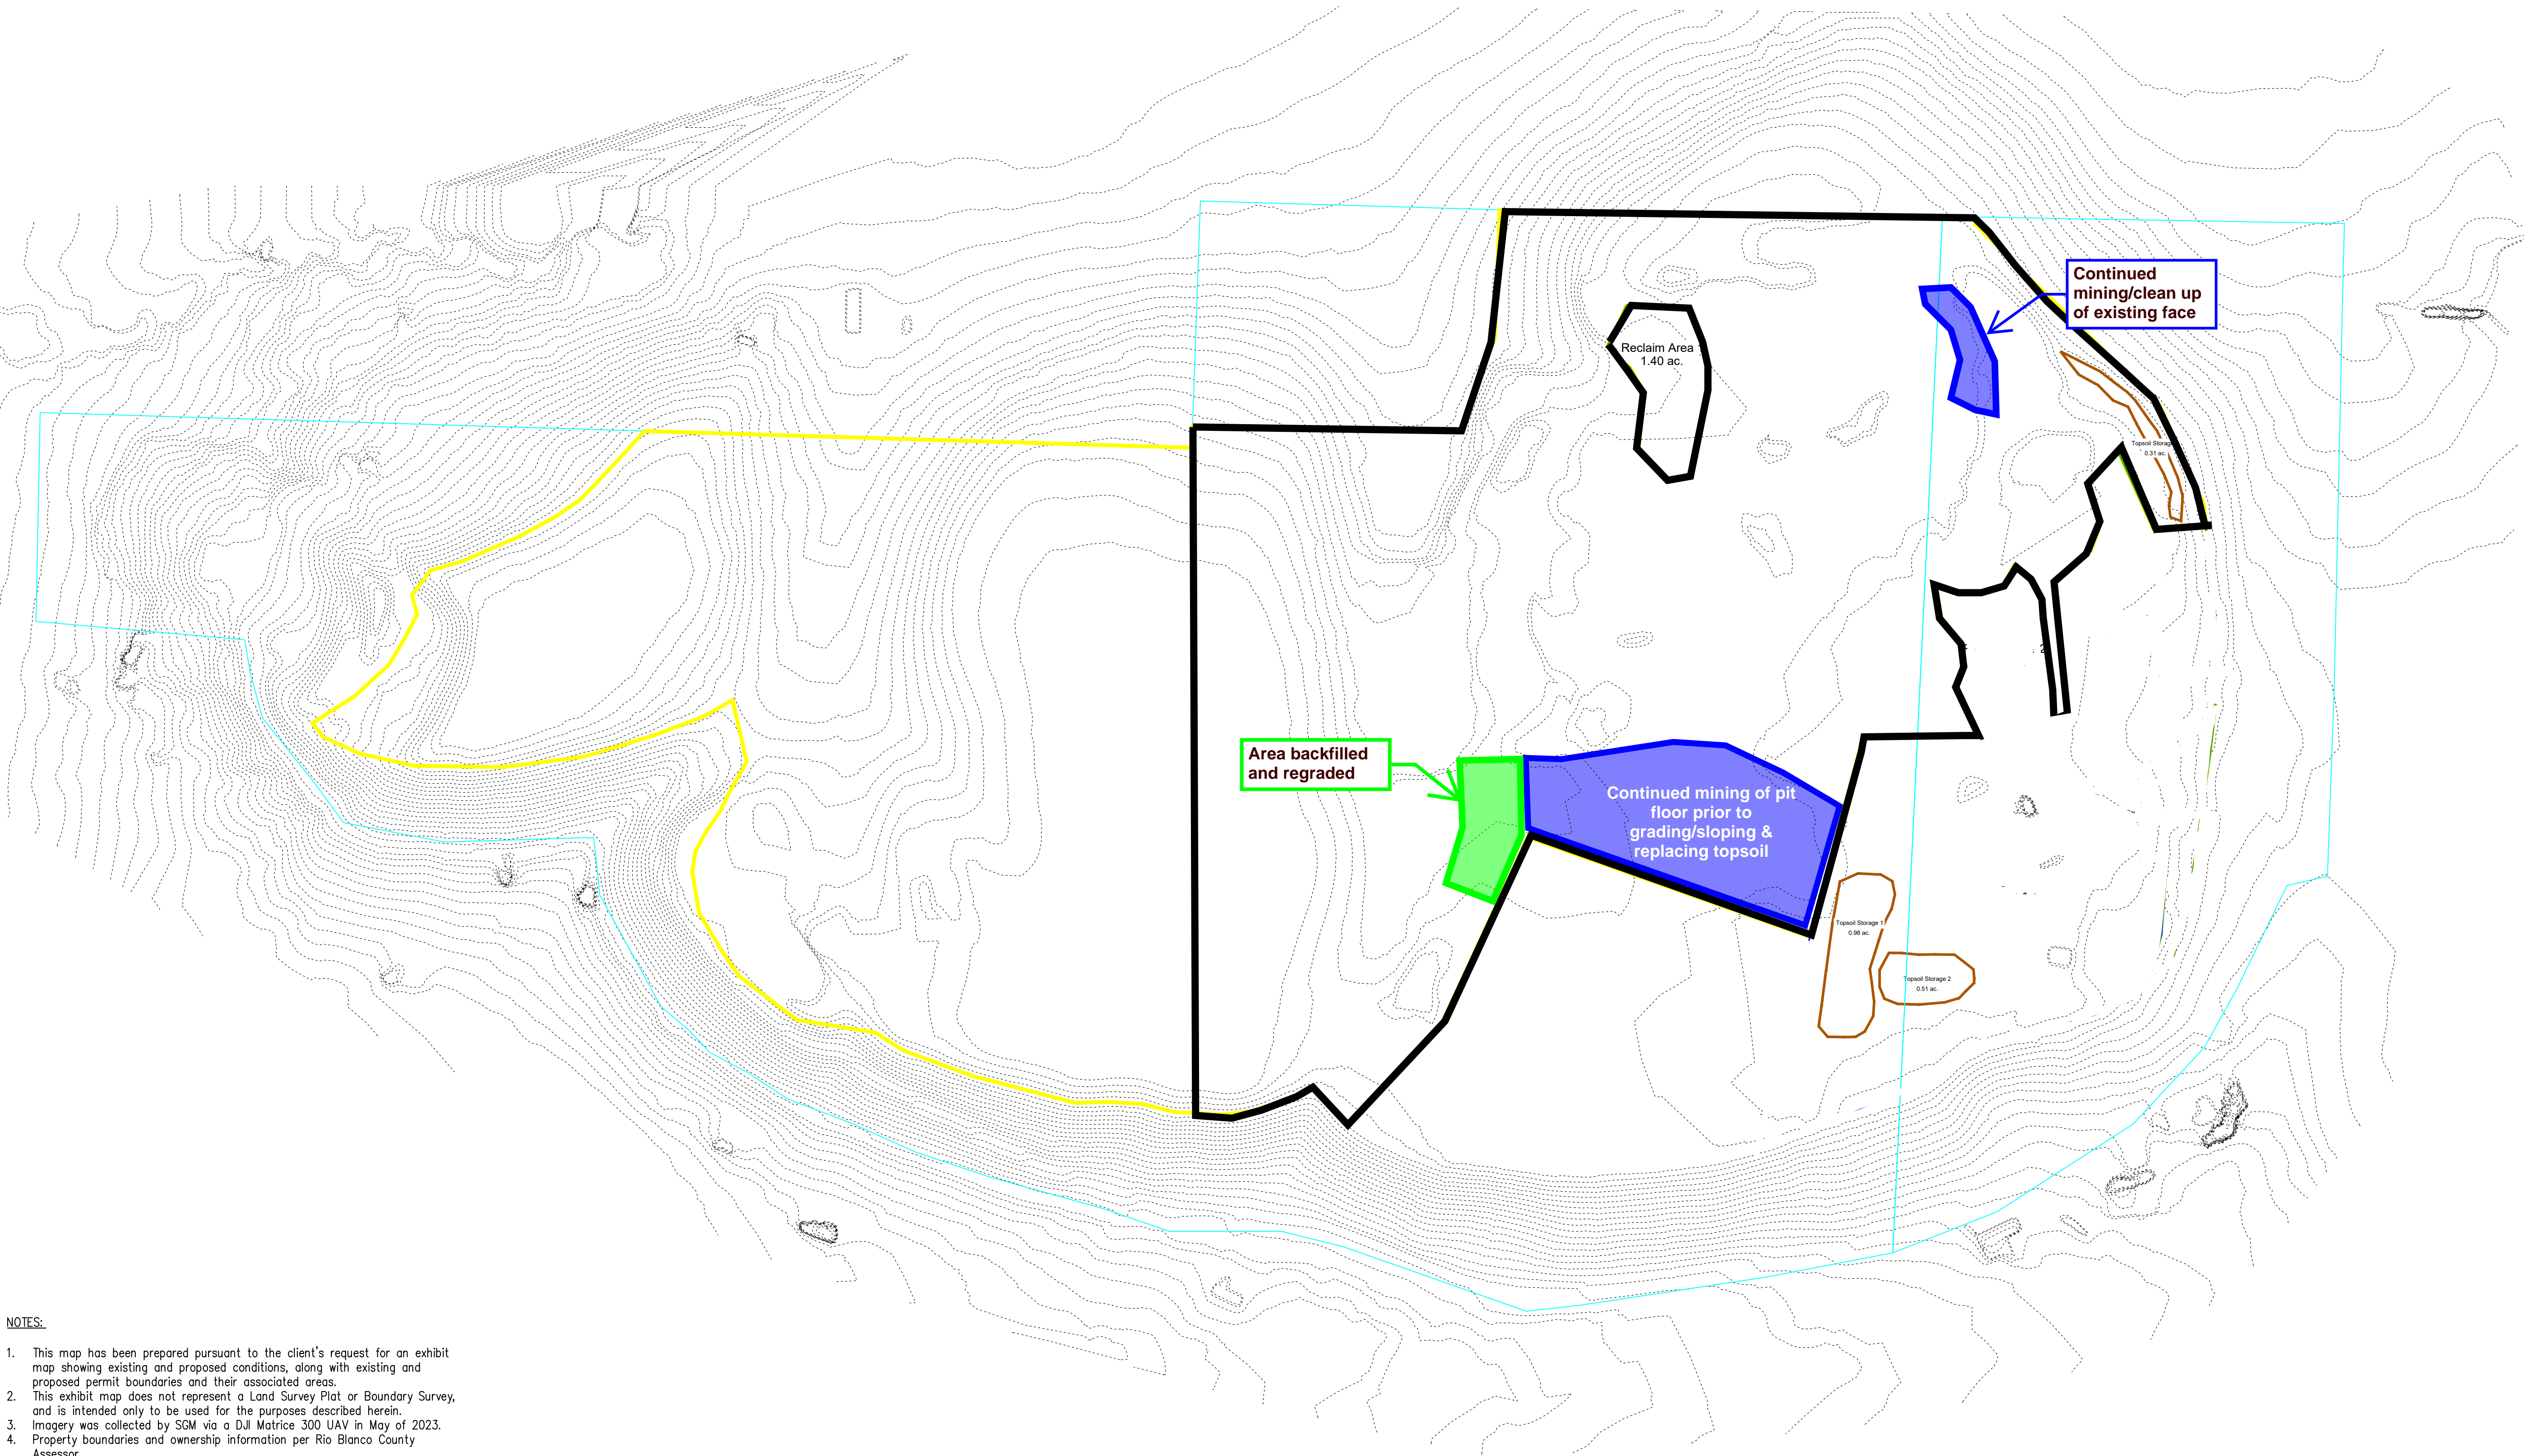 Continued
mining/clean up
of existing face
Reclaim Area
1.40 ac.
Topsoil Storage
0.31 ac.
2
Area backfilled
and regraded
Continued mining of pit
floor prior to
grading/sloping &
replacing topsoil
Topsoil Storage 1
0.98 ac.
Topsoil Storage 2
0.51 ac.
NOTES:
1. This map has been prepared pursuant to the client's request for an exhibit
map showing existing and proposed conditions, along with existing and
proposed permit boundaries and their associated areas.
2. This exhibit map does not represent a Land Survey Plat or Boundary Survey,
and is intended only to be used for the purposes described herein.
3. Imagery was collected by SGM via a DJI Matrice 300 UAV in May of 2023.
4. Property boundaries and ownership information per Rio Blanco County
Assessor